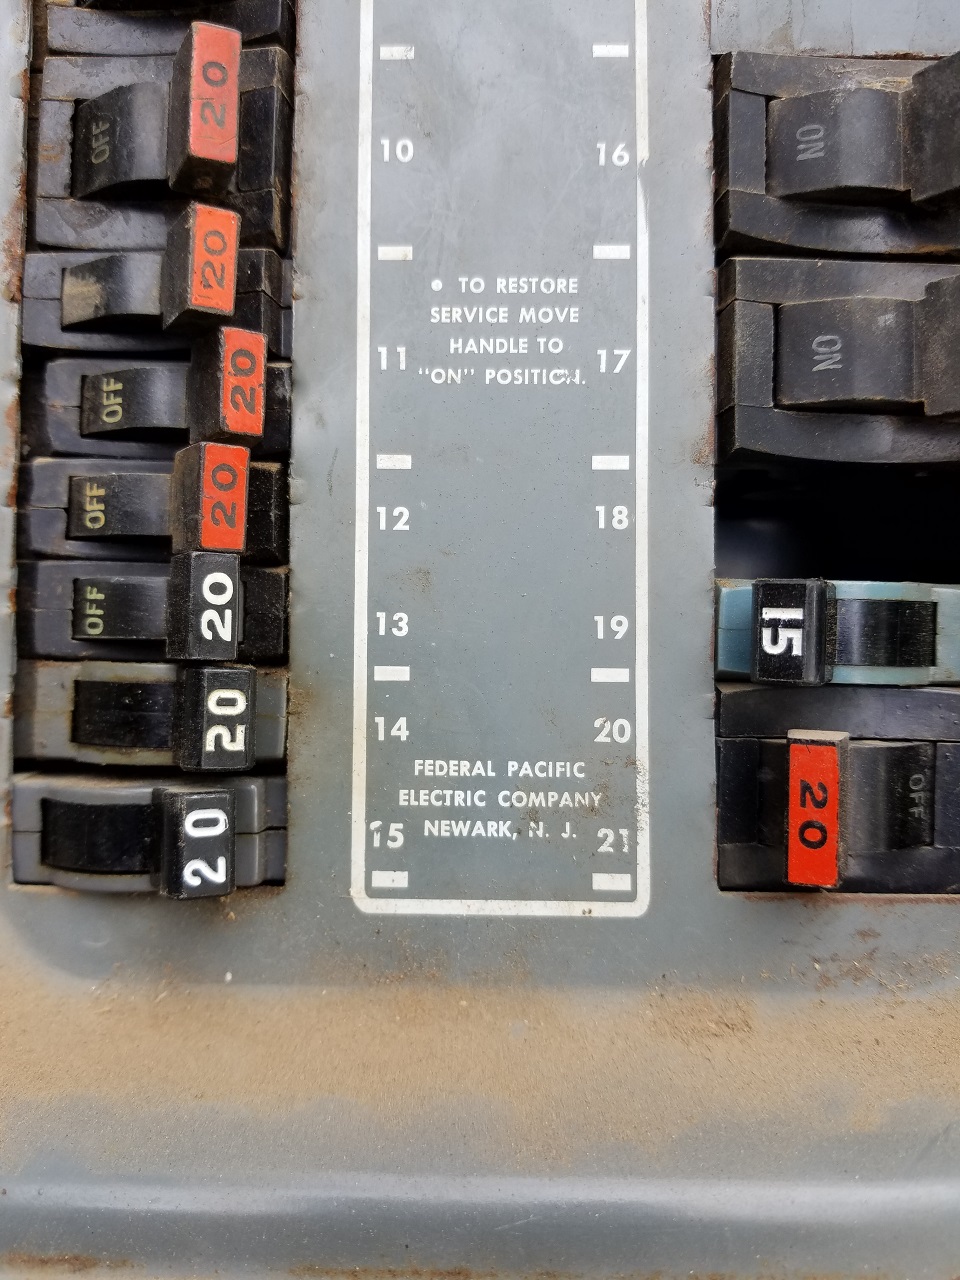 OFF
20
20
OFF
20
OFF
20
OFF
20
20
20
10
16
• TO RESTORE
SERVICE MOVE
HANDLE TO
"ON" POSITION.
11
17
12
18
13
19
14
20
FEDERAL PACIFIC
ELECTRIC COMPANY
NEWARK, N. J.
15
21
ON
ON
15
20
OFF